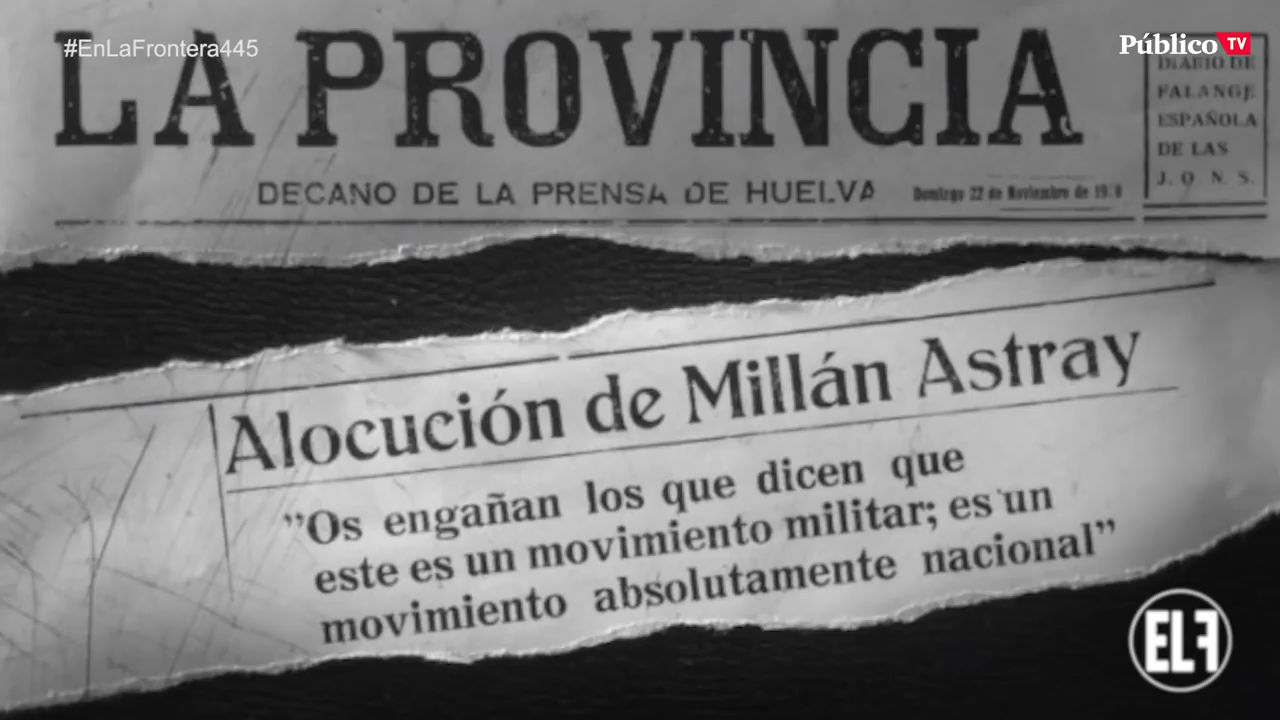 #EnLaFrontera445
Público TV
LA PROVINCIA
DIARIO DE
FALANGE
ESPAÑOLA
DE LAS
J. O. N. S.
DECANO DE LA PRENSA DE HUELVA
Domingo 22 de Noviembre de
Alocución de Millán Astray
"Os engañan los que dicen que
este es un movimiento militar; es un
movimiento absolutamente nacional"
ELF